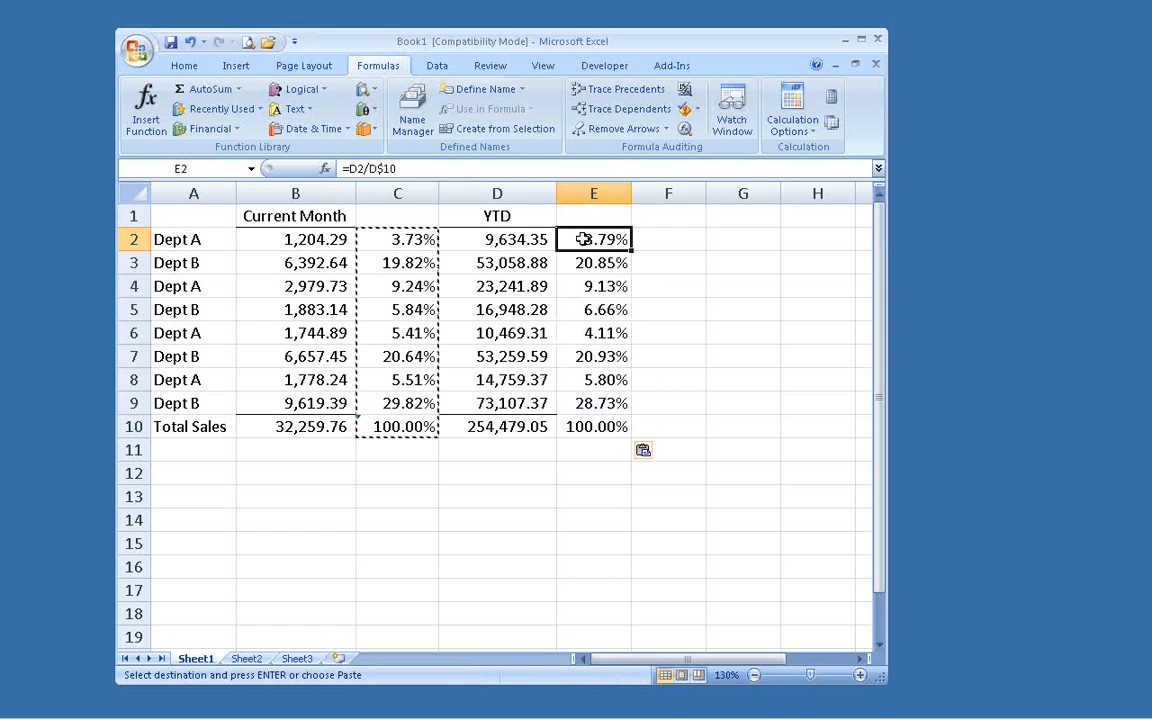 Book1 [Compatibility Mode] - Microsoft Excel
Home Insert Page Layout Formulas Data Review View Developer Add-Ins
Insert Function
Σ AutoSum
Recently Used
Financial
Logical
Text
Date & Time
Function Library
Name Manager
Define Name
Use in Formula
Create from Selection
Defined Names
Trace Precedents
Trace Dependents
Remove Arrows
Formula Auditing
Watch Window
Calculation Options
Calculation
E2 fx =D2/D$10
A B C D E F G H
1 Current Month YTD
2 Dept A 1,204.29 3.73% 9,634.35 3.79%
3 Dept B 6,392.64 19.82% 53,058.88 20.85%
4 Dept A 2,979.73 9.24% 23,241.89 9.13%
5 Dept B 1,883.14 5.84% 16,948.28 6.66%
6 Dept A 1,744.89 5.41% 10,469.31 4.11%
7 Dept B 6,657.45 20.64% 53,259.59 20.93%
8 Dept A 1,778.24 5.51% 14,759.37 5.80%
9 Dept B 9,619.39 29.82% 73,107.37 28.73%
10 Total Sales 32,259.76 100.00% 254,479.05 100.00%
11
12
13
14
15
16
17
18
19
Sheet1 Sheet2 Sheet3
Select destination and press ENTER or choose Paste 130%